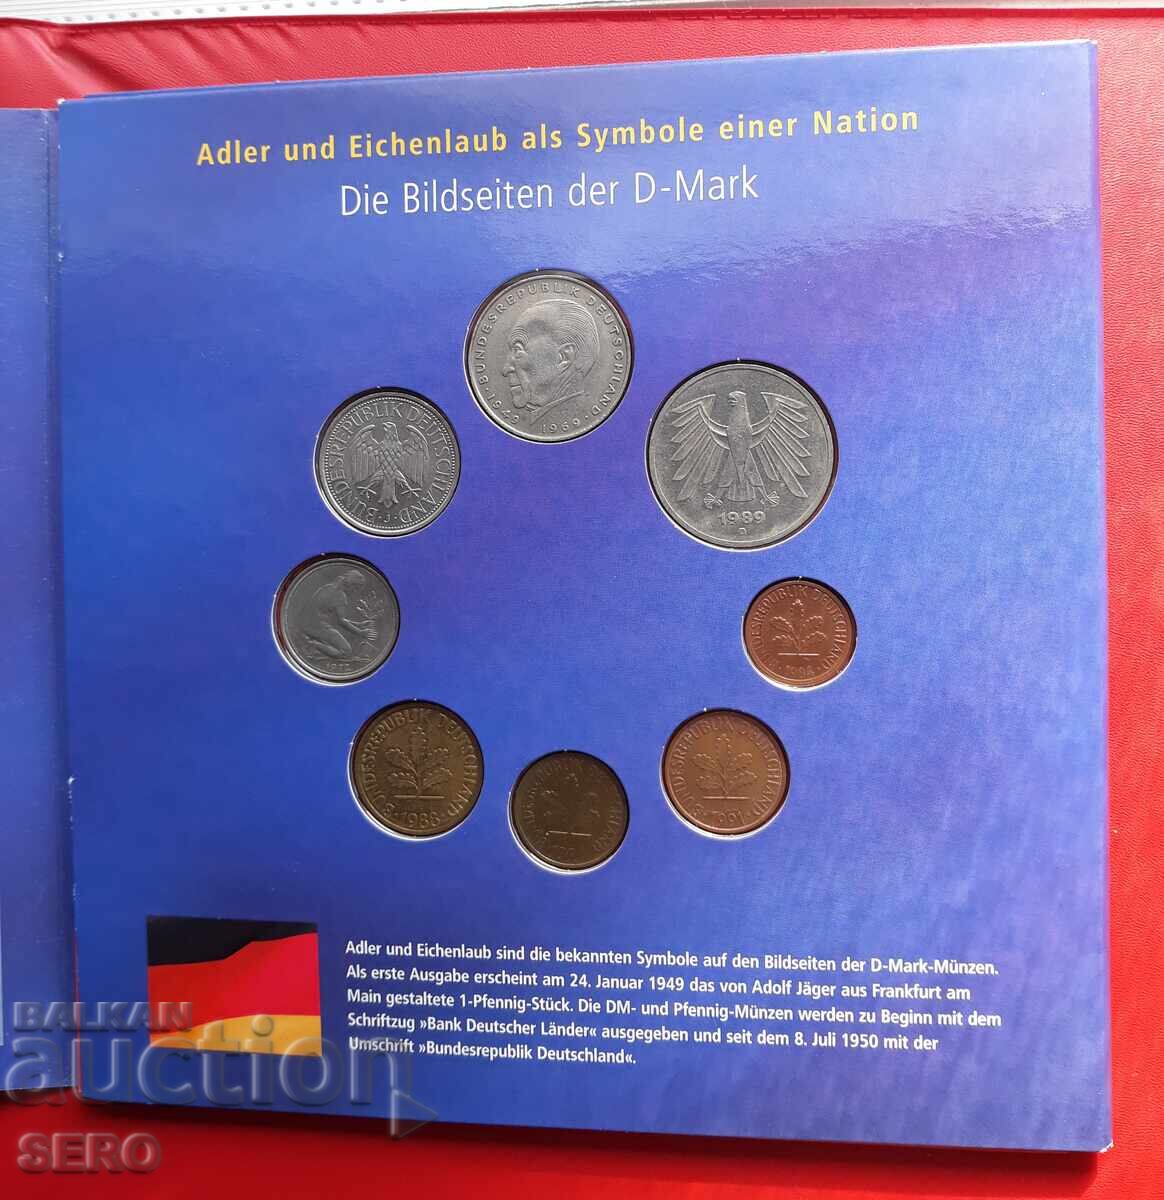 Adler und Eichenlaub als Symbole einer Nation
Die Bildseiten der D-Mark
BUNDESREPUBLIK DEUTSCHLAND
1949 · 1969
BUNDESREPUBLIK DEUTSCHLAND
J
1989
BUNDESREPUBLIK DEUTSCHLAND
BUNDESREPUBLIK DEUTSCHLAND
1988
BUNDESREPUBLIK DEUTSCHLAND
1991
Adler und Eichenlaub sind die bekannten Symbole auf den Bildseiten der D-Mark-Münzen.
Als erste Ausgabe erscheint am 24. Januar 1949 das von Adolf Jäger aus Frankfurt am
Main gestaltete 1-Pfennig-Stück. Die DM- und Pfennig-Münzen werden zu Beginn mit dem
Schriftzug »Bank Deutscher Länder« ausgegeben und seit dem 8. Juli 1950 mit der
Umschrift »Bundesrepublik Deutschland«.
BALKAN
auction
SERO